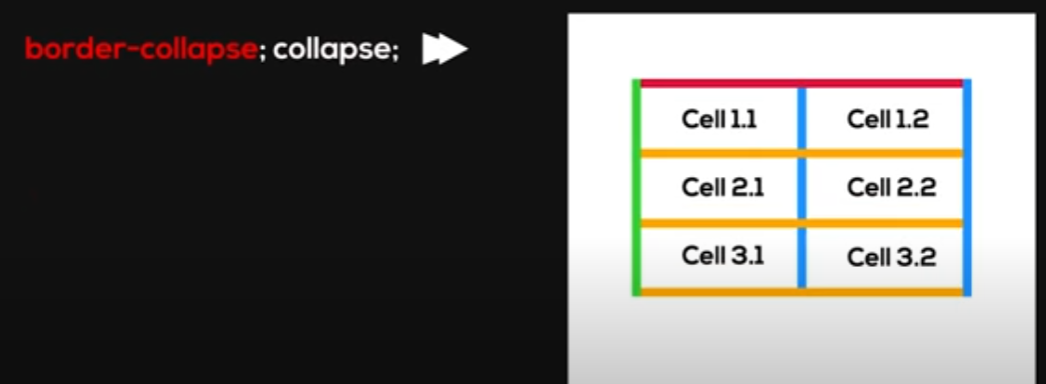 border-collapse; collapse;
Cell 1.1 Cell 1.2
Cell 2.1 Cell 2.2
Cell 3.1 Cell 3.2